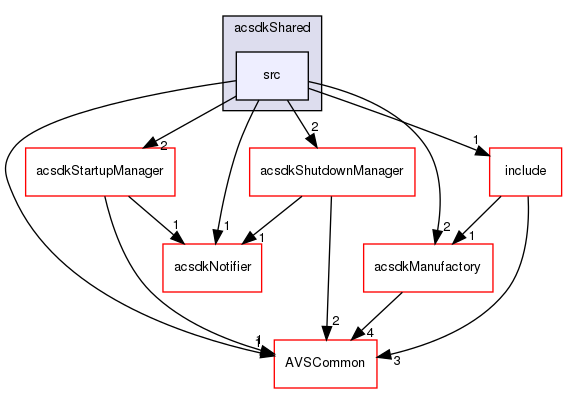 acsdkShared
src
2
2
1
acsdkStartupManager
acsdkShutdownManager
include
1
1
1
2
1
acsdkNotifier
acsdkManufactory
1
1
2
4
3
AVSCommon